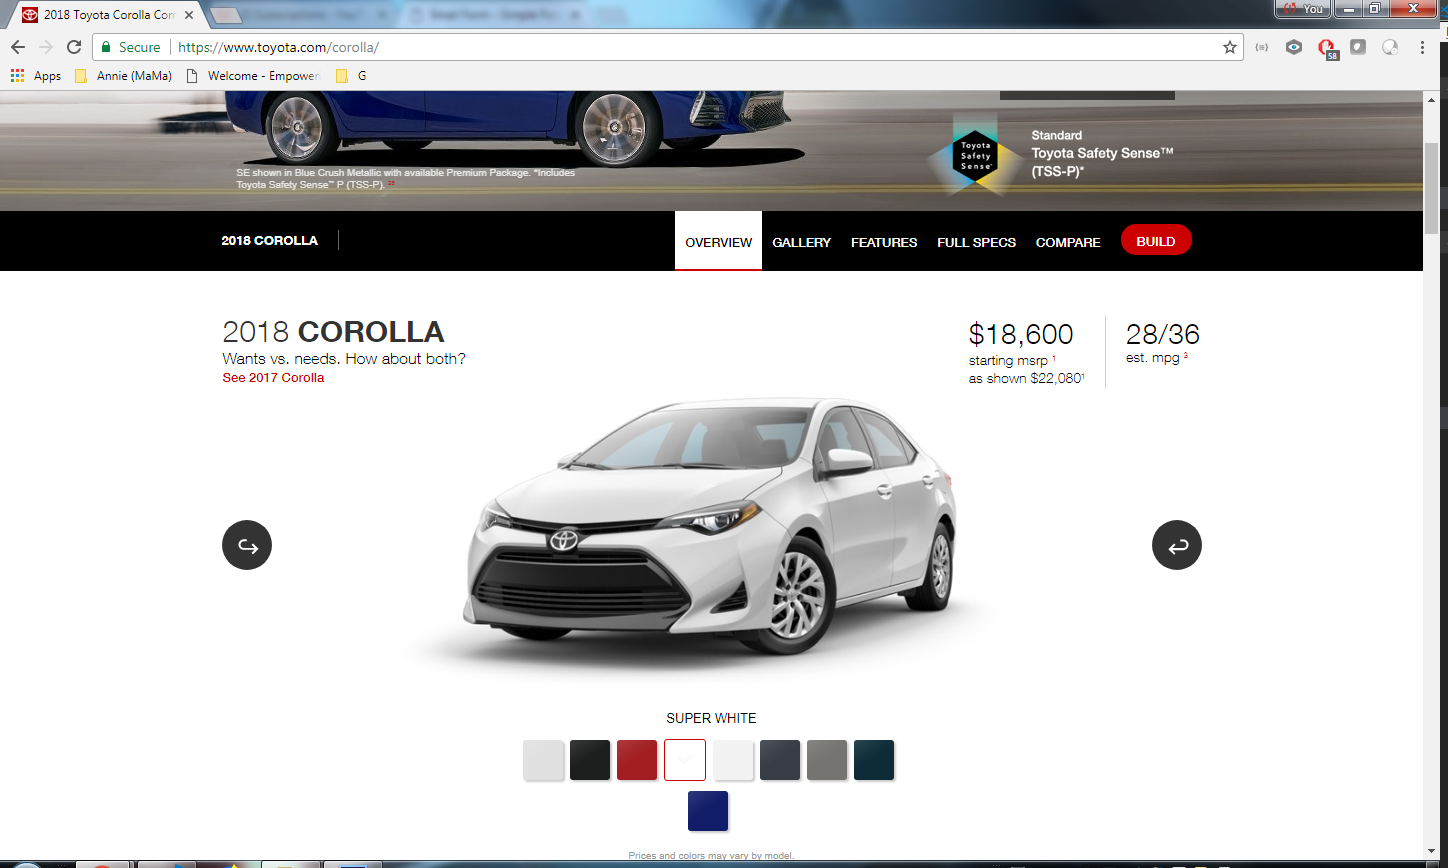 2018 Toyota Corolla Com
You
Secure
https://www.toyota.com/corolla/
58
Apps
Annie (MaMa)
Welcome - Empower
G
SE shown in Blue Crush Metallic with available Premium Package. *Includes
Toyota Safety Sense™ P (TSS-P). 25
Toyota
Safety
Sense
Standard
Toyota Safety Sense™
(TSS-P)*
2018 COROLLA
OVERVIEW
GALLERY
FEATURES
FULL SPECS
COMPARE
BUILD
2018 COROLLA
Wants vs. needs. How about both?
See 2017 Corolla
$18,600
starting msrp 1
as shown $22,080¹
28/36
est. mpg 3
SUPER WHITE
Prices and colors may vary by model.